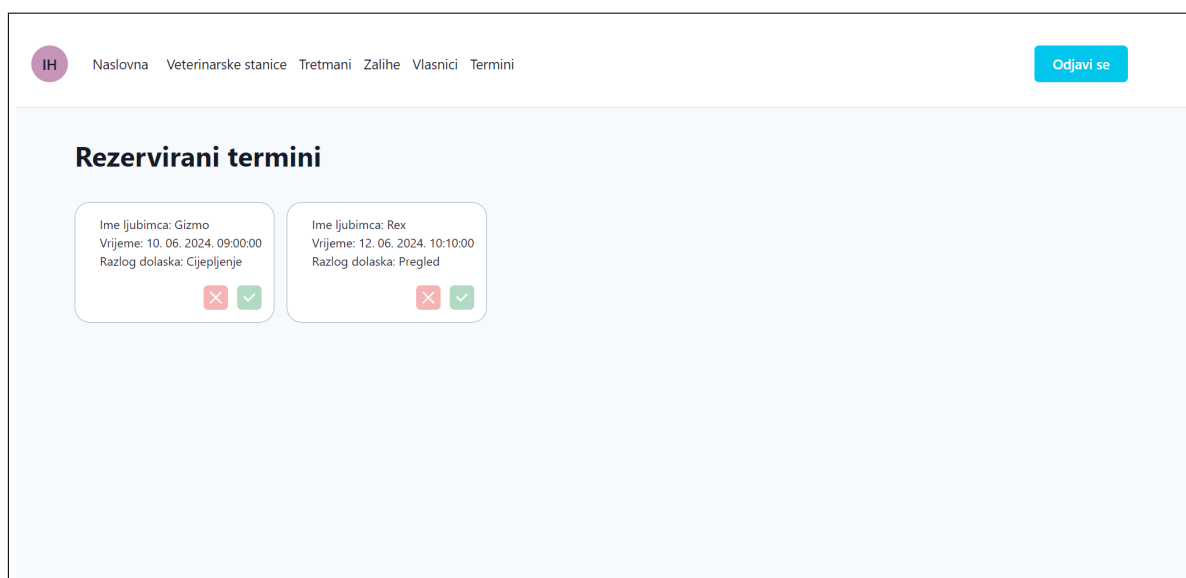 IH Naslovna Veterinarske stanice Tretmani Zalihe Vlasnici Termini Odjavi se
Rezervirani termini
Ime ljubimca: Gizmo
Vrijeme: 10. 06. 2024. 09:00:00
Razlog dolaska: Cijepljenje
Ime ljubimca: Rex
Vrijeme: 12. 06. 2024. 10:10:00
Razlog dolaska: Pregled